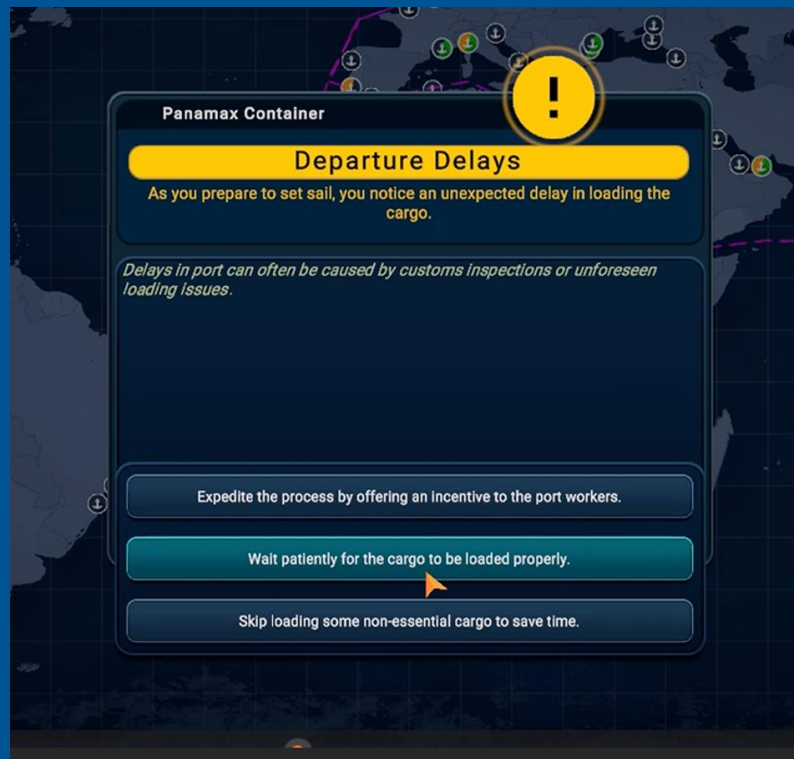 Panamax Container
!
Departure Delays
As you prepare to set sail, you notice an unexpected delay in loading the
cargo.
Delays in port can often be caused by customs inspections or unforeseen
loading issues.
Expedite the process by offering an incentive to the port workers.
Wait patiently for the cargo to be loaded properly.
Skip loading some non-essential cargo to save time.